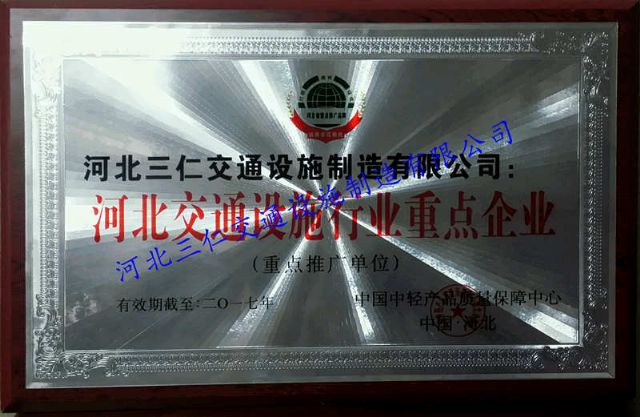 河北三仁交通设施制造有限公司:
河北交通设施行业重点企业
(重点推广单位)
有效期截至:二〇一七年
中国中轻产品质量保障中心
中国·河北
河北三仁交通设施制造有限公司